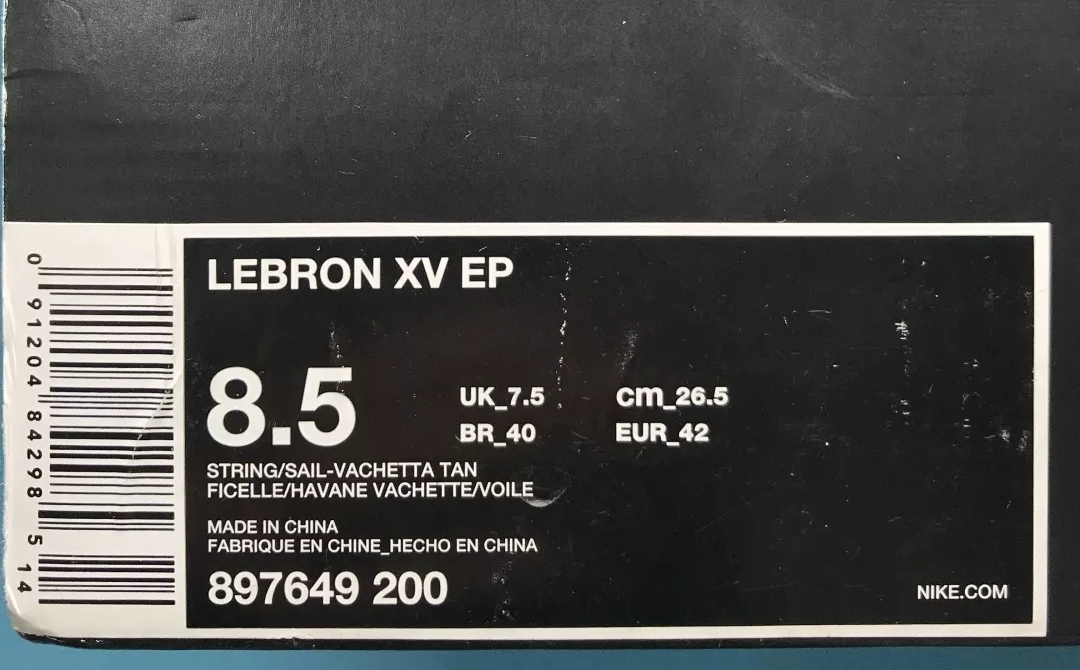 LEBRON XV EP
8.5
UK_7.5 cm_26.5
BR_40 EUR_42
STRING/SAIL-VACHETTA TAN
FICELLE/HAVANE VACHETTE/VOILE
MADE IN CHINA
FABRIQUE EN CHINE_HECHO EN CHINA
897649 200
NIKE.COM
0 91204 84298 5 14